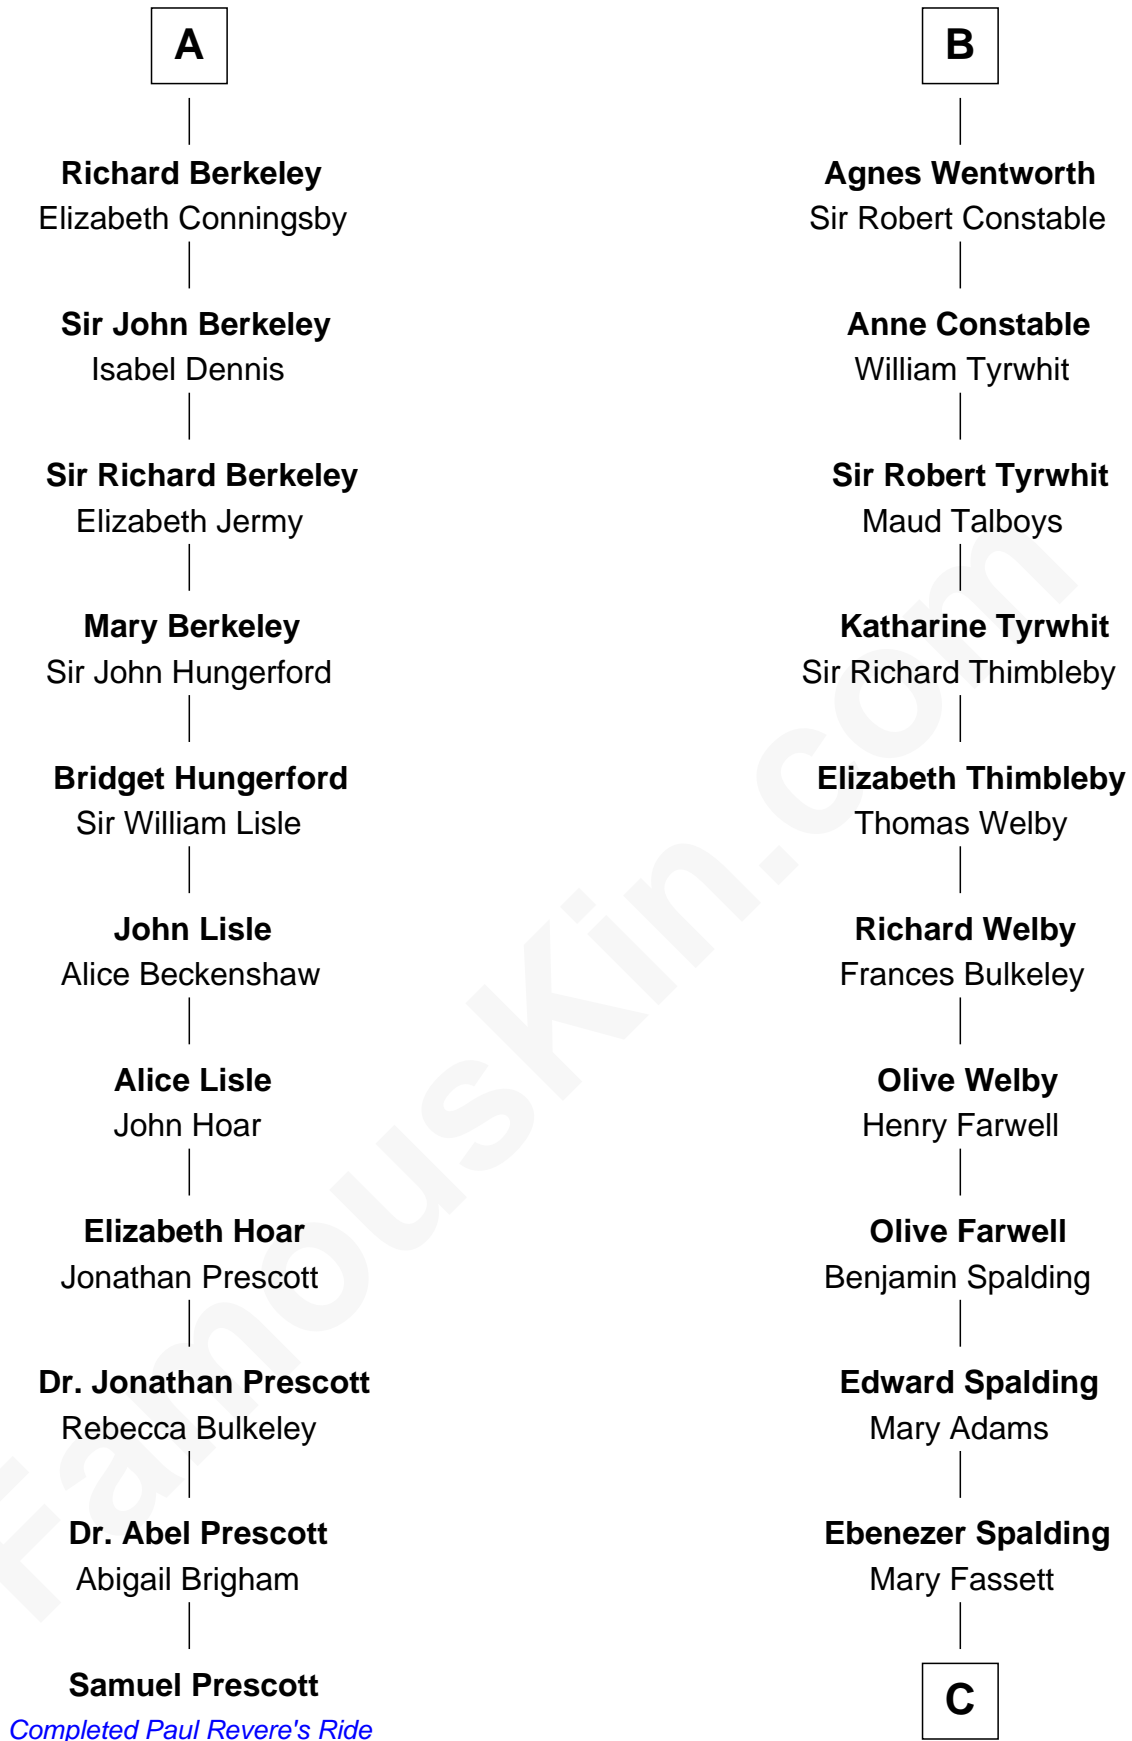 A
Richard Berkeley
Elizabeth Conningsby
Sir John Berkeley
Isabel Dennis
Sir Richard Berkeley
Elizabeth Jermy
Mary Berkeley
Sir John Hungerford
Bridget Hungerford
Sir William Lisle
John Lisle
Alice Beckenshaw
Alice Lisle
John Hoar
Elizabeth Hoar
Jonathan Prescott
Dr. Jonathan Prescott
Rebecca Bulkeley
Dr. Abel Prescott
Abigail Brigham
Samuel Prescott
Completed Paul Revere's Ride
B
Agnes Wentworth
Sir Robert Constable
Anne Constable
William Tyrwhit
Sir Robert Tyrwhit
Maud Talboys
Katharine Tyrwhit
Sir Richard Thimbleby
Elizabeth Thimbleby
Thomas Welby
Richard Welby
Frances Bulkeley
Olive Welby
Henry Farwell
Olive Farwell
Benjamin Spalding
Edward Spalding
Mary Adams
Ebenezer Spalding
Mary Fassett
C
FamousKin.com